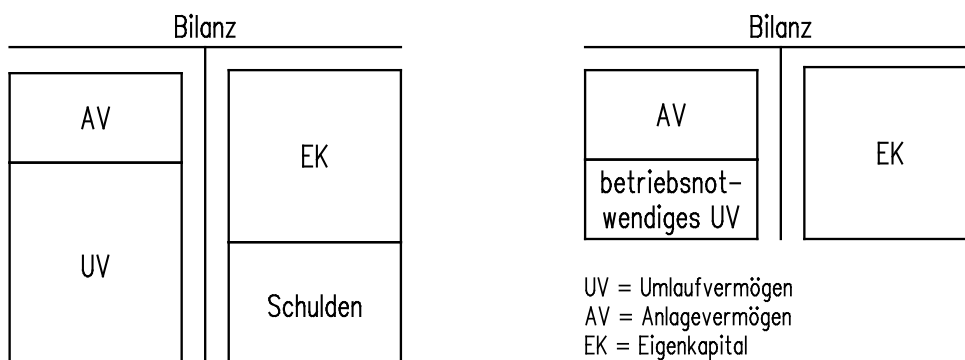 Bilanz
AV
UV
EK
Schulden
Bilanz
AV
betriebsnot-
wendiges UV
EK
UV = Umlaufvermögen
AV = Anlagevermögen
EK = Eigenkapital